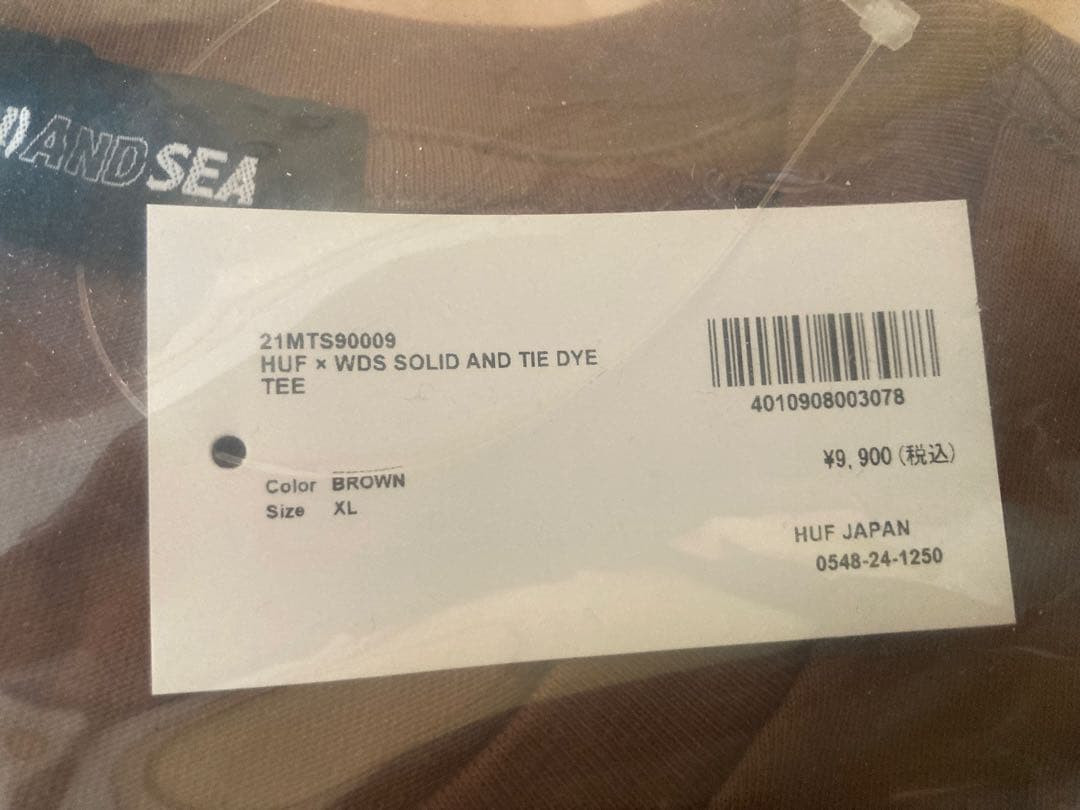 ANDSEA
21MTS90009
HUF × WDS SOLID AND TIE DYE
TEE
4010908003078
¥9,900(税込)
Color BROWN
Size XL
HUF JAPAN
0548-24-1250